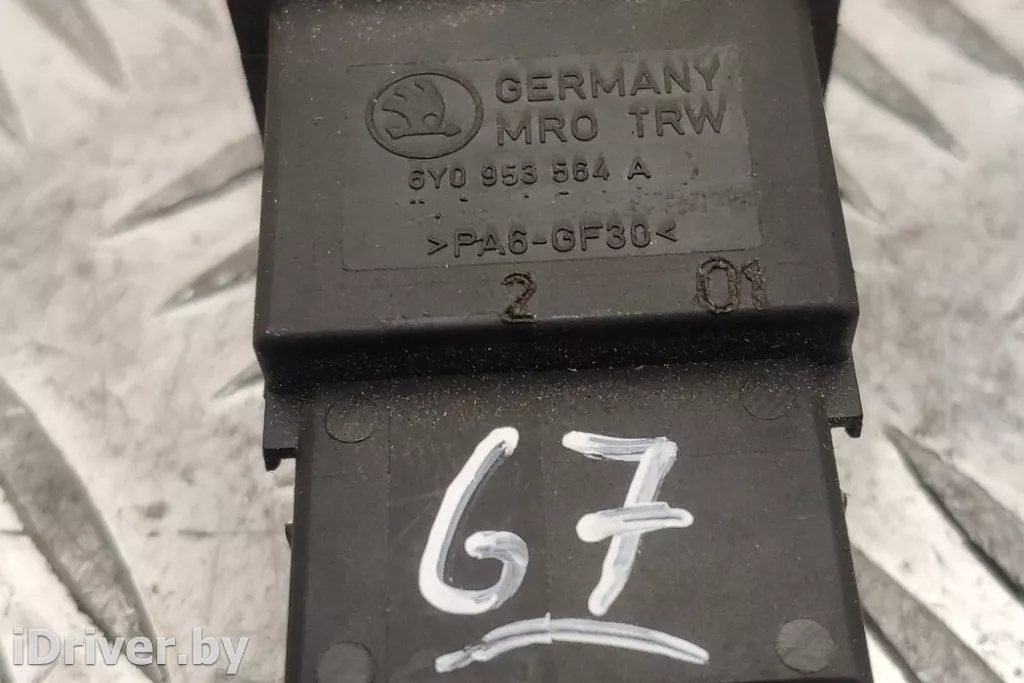 GERMANY
MRO TRW
6Y0 953 564 A
>PA6-GF30<
2 01
67
iDriver.by